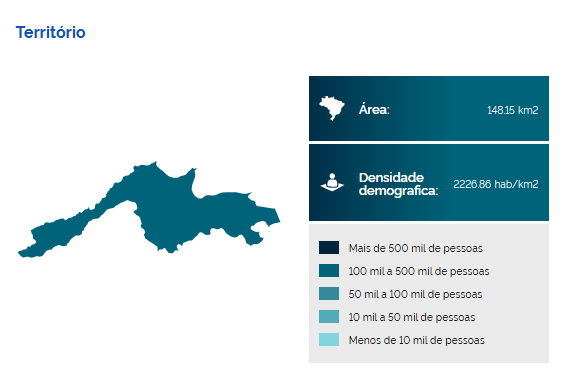 Território
Área:
148.15 km2
Densidade
demografica:
2226.86 hab/km2
Mais de 500 mil de pessoas
100 mil a 500 mil de pessoas
50 mil a 100 mil de pessoas
10 mil a 50 mil de pessoas
Menos de 10 mil de pessoas